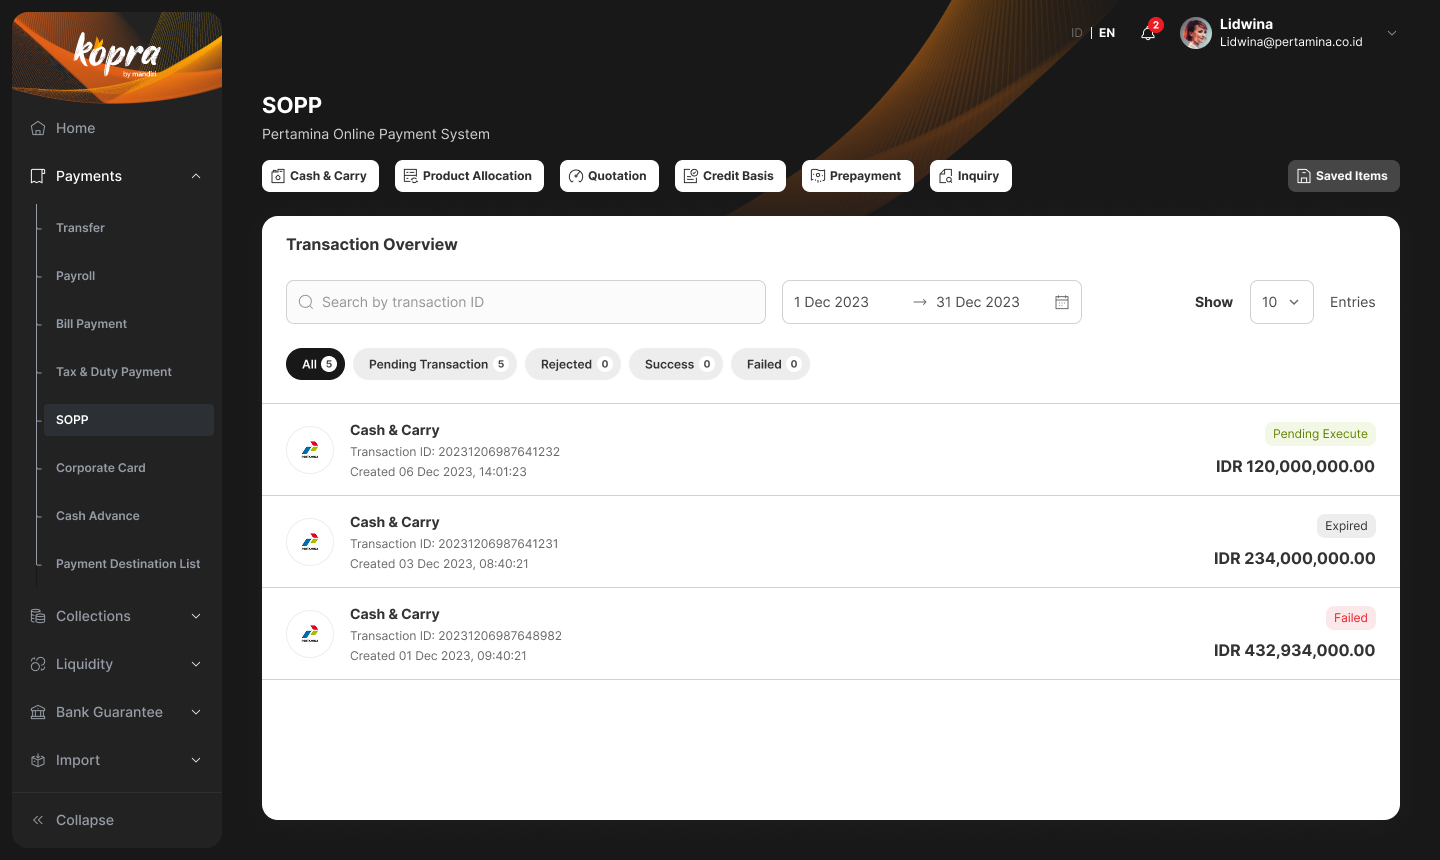 kopra
by mandiri
Home
Payments
Transfer
Payroll
Bill Payment
Tax & Duty Payment
SOPP
Corporate Card
Cash Advance
Payment Destination List
Collections
Liquidity
Bank Guarantee
Import
Collapse
ID | EN
2
Lidwina
Lidwina@pertamina.co.id
SOPP
Pertamina Online Payment System
Cash & Carry
Product Allocation
Quotation
Credit Basis
Prepayment
Inquiry
Saved Items
Transaction Overview
Search by transaction ID
1 Dec 2023
31 Dec 2023
Show
10
Entries
All 5
Pending Transaction 5
Rejected 0
Success 0
Failed 0
PERTAMINA
Cash & Carry
Transaction ID: 20231206987641232
Created 06 Dec 2023, 14:01:23
Pending Execute
IDR 120,000,000.00
PERTAMINA
Cash & Carry
Transaction ID: 20231206987641231
Created 03 Dec 2023, 08:40:21
Expired
IDR 234,000,000.00
PERTAMINA
Cash & Carry
Transaction ID: 20231206987648982
Created 01 Dec 2023, 09:40:21
Failed
IDR 432,934,000.00